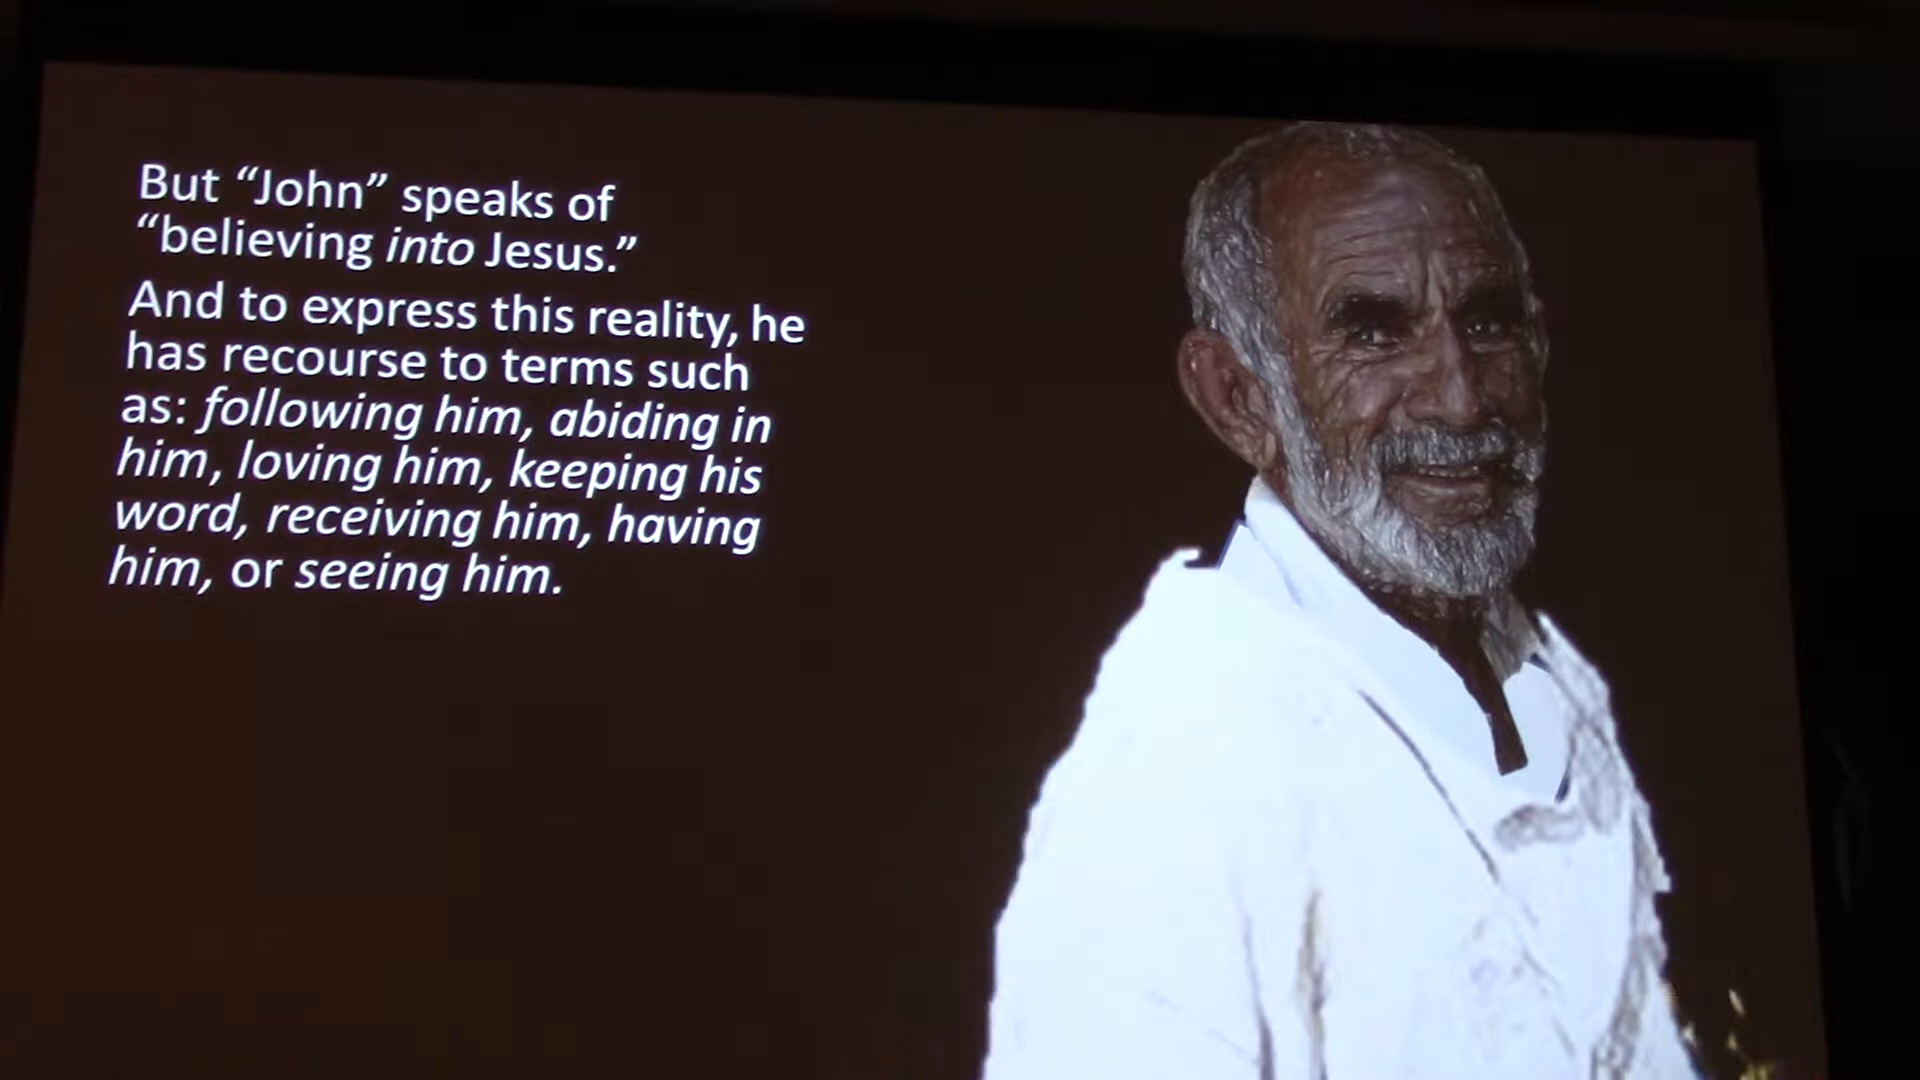 But “John” speaks of
“believing into Jesus.”
And to express this reality, he
has recourse to terms such
as: following him, abiding in
him, loving him, keeping his
word, receiving him, having
him, or seeing him.